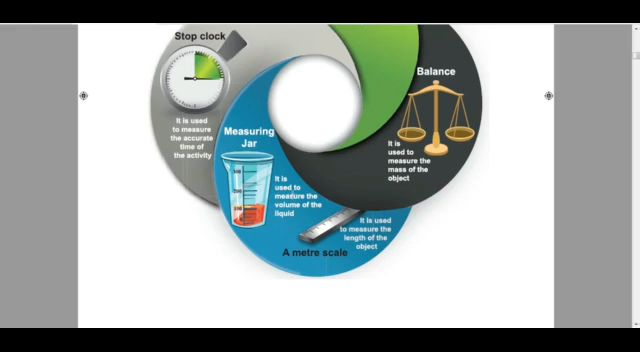 Stop clock
It is used
to measure
the accurate
time of
the activity
Balance
It is
used to
measure the
mass of the
object
Measuring
Jar
It is
used to
measure the
volume of the
liquid
It is used
to measure the
length of the
object
A metre scale